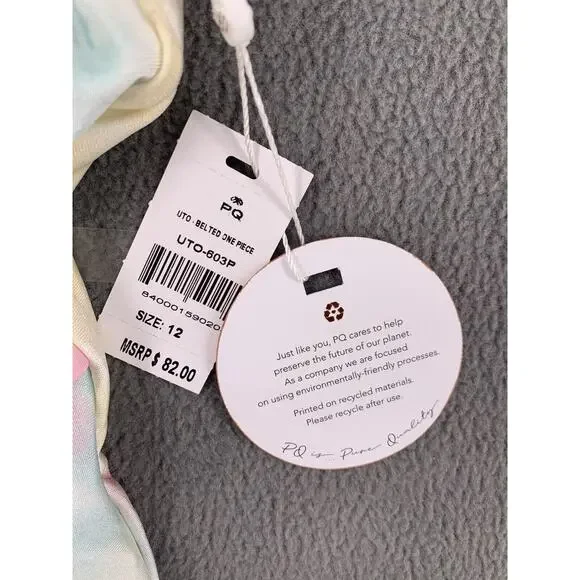 PQ
UTO - BELTED ONE PIECE
UTO-603P
84000159020
SIZE: 12
MSRP $ 82.00
Just like you, PQ cares to help
preserve the future of our planet.
As a company we are focused
on using environmentally-friendly processes.
Printed on recycled materials.
Please recycle after use.
PQ is Pure Quality